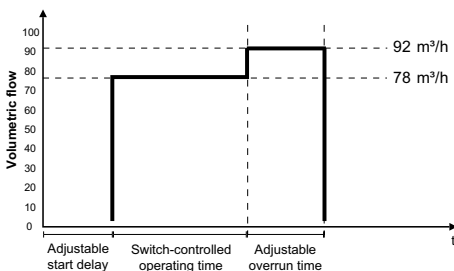 100
92 m³/h
90
80
78 m³/h
70
60
50
40
30
20
10
0
Volumetric flow
t
Adjustable
start delay
Switch-controlled
operating time
Adjustable
overrun time